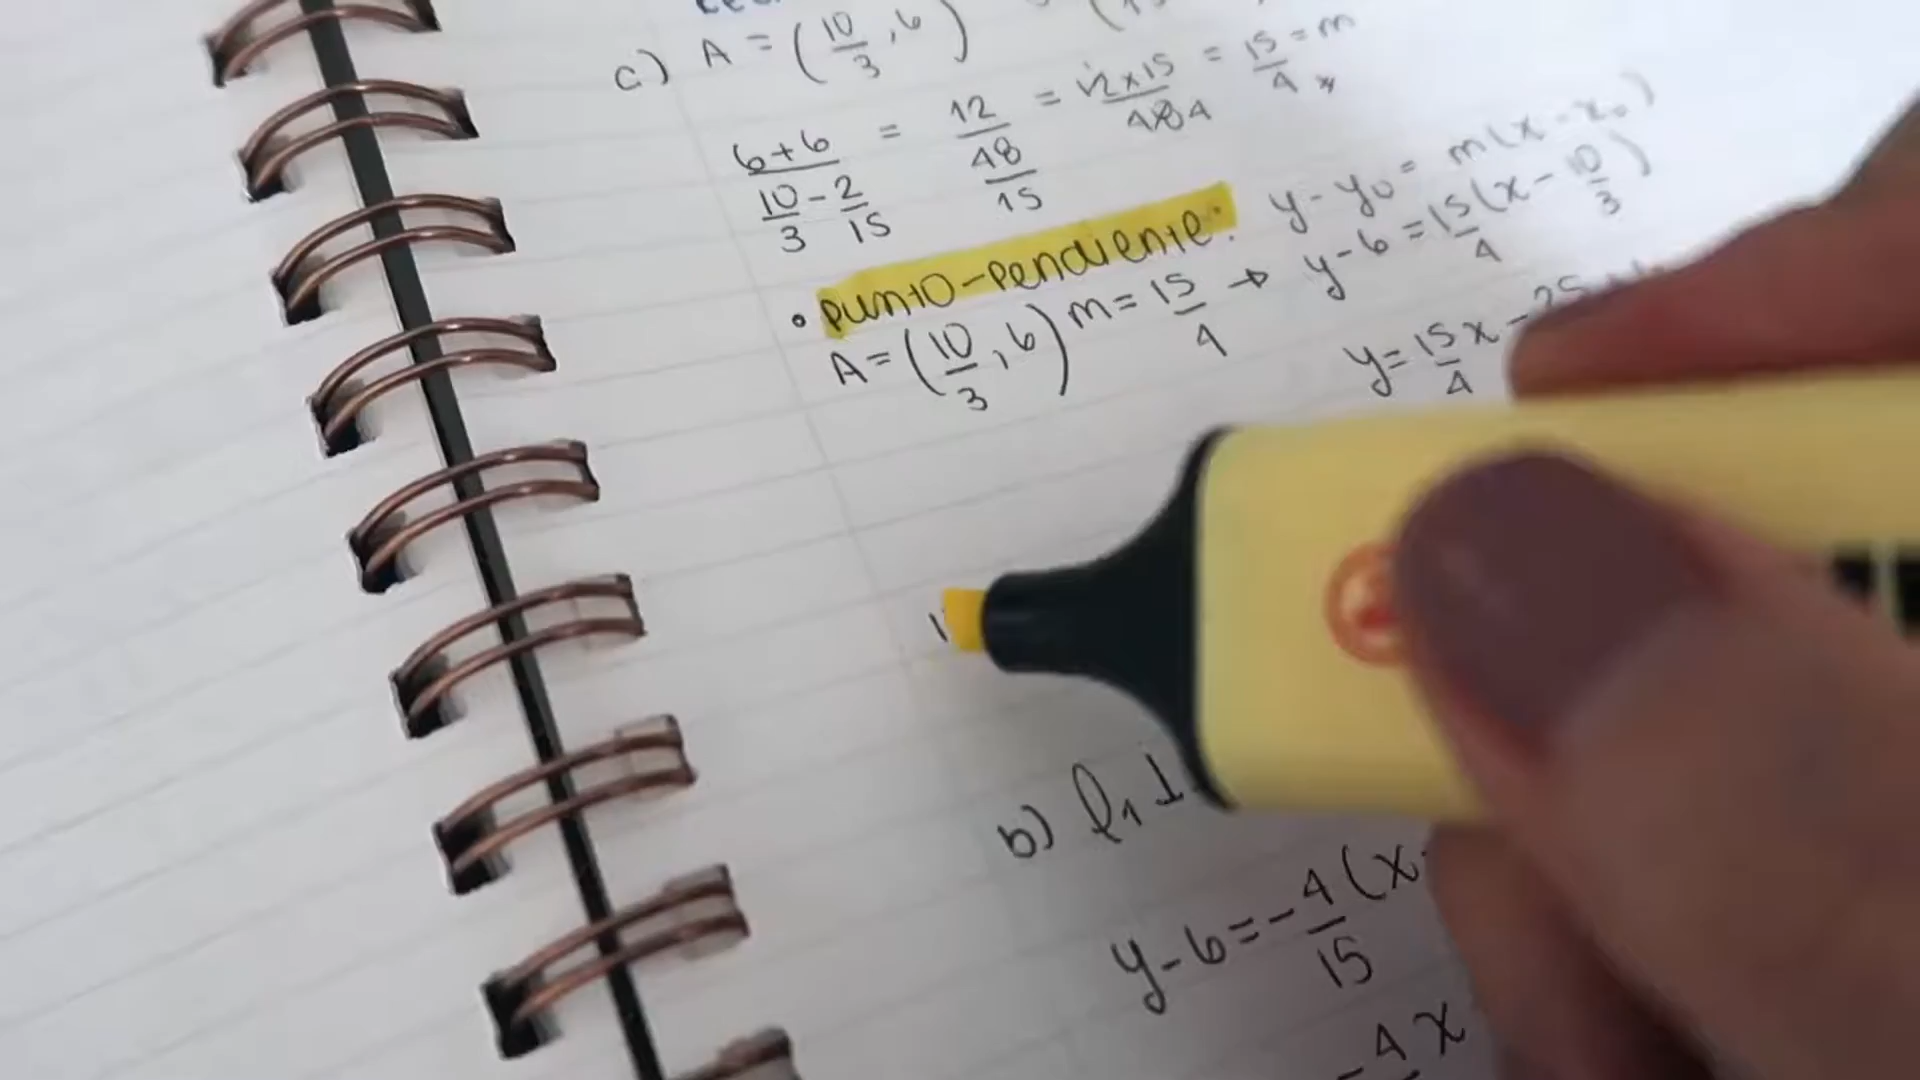 c) A = (10/3, 6)
(6+6)/(10/3 - 2/15) = 12/(48/15) = 12x15/48 4 = 15/4 = m
• punto-pendiente: y - y0 = m(x - x0)
A = (10/3, 6) m = 15/4 → y - 6 = 15/4 (x - 10/3)
y = 15/4 x - 25
b) l1 ⊥
y - 6 = -4/15 (x
-4 x